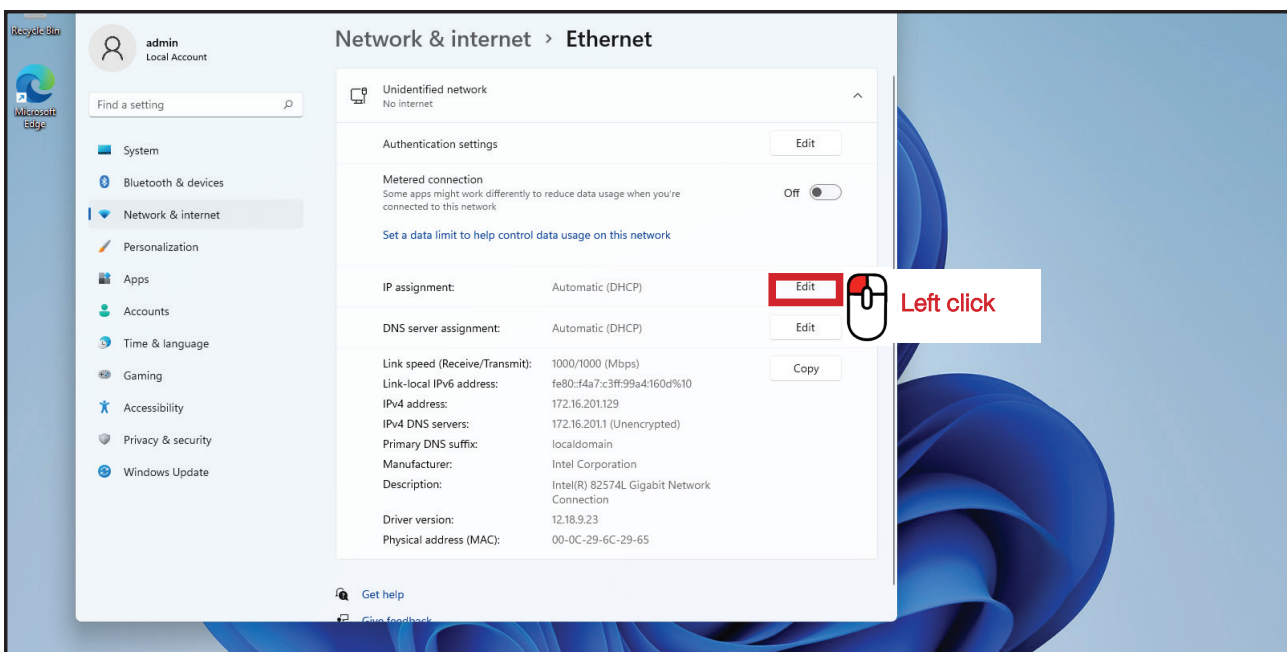 Recycle Bin
Microsoft
Edge
admin
Local Account
Find a setting
System
Bluetooth & devices
Network & internet
Personalization
Apps
Accounts
Time & language
Gaming
Accessibility
Privacy & security
Windows Update
Network & internet > Ethernet
Unidentified network
No internet
Authentication settings
Edit
Metered connection
Some apps might work differently to reduce data usage when you're
connected to this network
Off
Set a data limit to help control data usage on this network
IP assignment: Automatic (DHCP)
Edit
Left click
DNS server assignment: Automatic (DHCP)
Edit
Link speed (Receive/Transmit): 1000/1000 (Mbps)
Copy
Link-local IPv6 address: fe80::f4a7:c3ff:99a4:160d%10
IPv4 address: 172.16.201.129
IPv4 DNS servers: 172.16.201.1 (Unencrypted)
Primary DNS suffix: localdomain
Manufacturer: Intel Corporation
Description: Intel(R) 82574L Gigabit Network
Connection
Driver version: 12.18.9.23
Physical address (MAC): 00-0C-29-6C-29-65
Get help
Give feedback